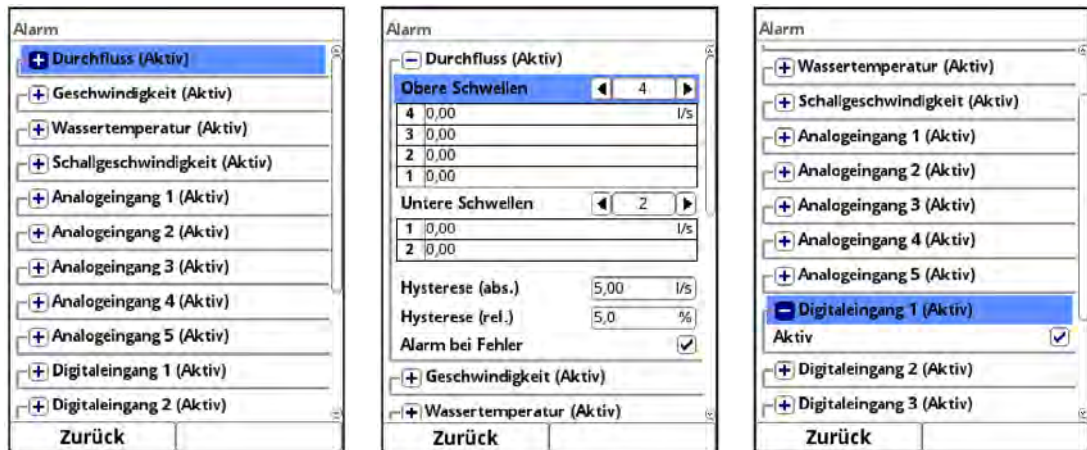 Alarm
Durchfluss (Aktiv)
Geschwindigkeit (Aktiv)
Wassertemperatur (Aktiv)
Schallgeschwindigkeit (Aktiv)
Analogeingang 1 (Aktiv)
Analogeingang 2 (Aktiv)
Analogeingang 3 (Aktiv)
Analogeingang 4 (Aktiv)
Analogeingang 5 (Aktiv)
Digitaleingang 1 (Aktiv)
Digitaleingang 2 (Aktiv)
Zurück
Alarm
Durchfluss (Aktiv)
Obere Schwellen 4
4 0,00 l/s
3 0,00
2 0,00
1 0,00
Untere Schwellen 2
1 0,00 l/s
2 0,00
Hysterese (abs.) 5,00 l/s
Hysterese (rel.) 5,0 %
Alarm bei Fehler
Geschwindigkeit (Aktiv)
Wassertemperatur (Aktiv)
Zurück
Alarm
Wassertemperatur (Aktiv)
Schallgeschwindigkeit (Aktiv)
Analogeingang 1 (Aktiv)
Analogeingang 2 (Aktiv)
Analogeingang 3 (Aktiv)
Analogeingang 4 (Aktiv)
Analogeingang 5 (Aktiv)
Digitaleingang 1 (Aktiv)
Aktiv
Digitaleingang 2 (Aktiv)
Digitaleingang 3 (Aktiv)
Zurück